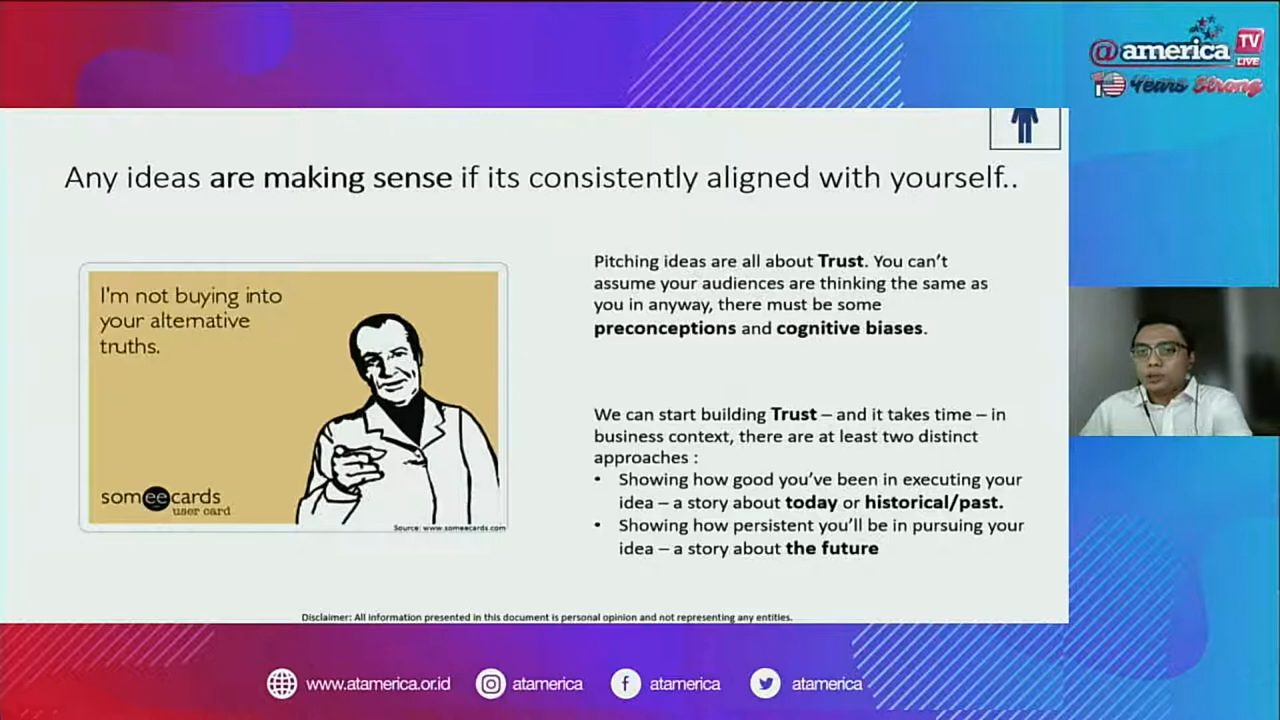 @america TV
LIVE
10 Years Strong
Any ideas are making sense if its consistently aligned with yourself..
I'm not buying into
your alternative
truths.
someecards
user card
Source: www.someecards.com
Pitching ideas are all about Trust. You can't
assume your audiences are thinking the same as
you in anyway, there must be some
preconceptions and cognitive biases.
We can start building Trust – and it takes time – in
business context, there are at least two distinct
approaches :
• Showing how good you've been in executing your
idea – a story about today or historical/past.
• Showing how persistent you'll be in pursuing your
idea – a story about the future
Disclaimer: All information presented in this document is personal opinion and not representing any entities.
www.atamerica.or.id
atamerica
atamerica
atamerica